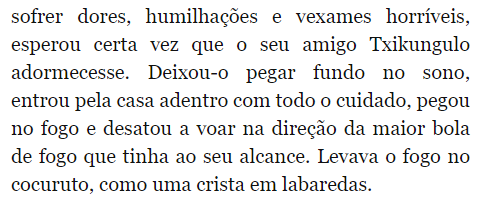 sofrer dores, humilhações e vexames horríveis,
esperou certa vez que o seu amigo Txikungulo
adormecesse. Deixou-o pegar fundo no sono,
entrou pela casa adentro com todo o cuidado, pegou
no fogo e desatou a voar na direção da maior bola
de fogo que tinha ao seu alcance. Levava o fogo no
cocuruto, como uma crista em labaredas.